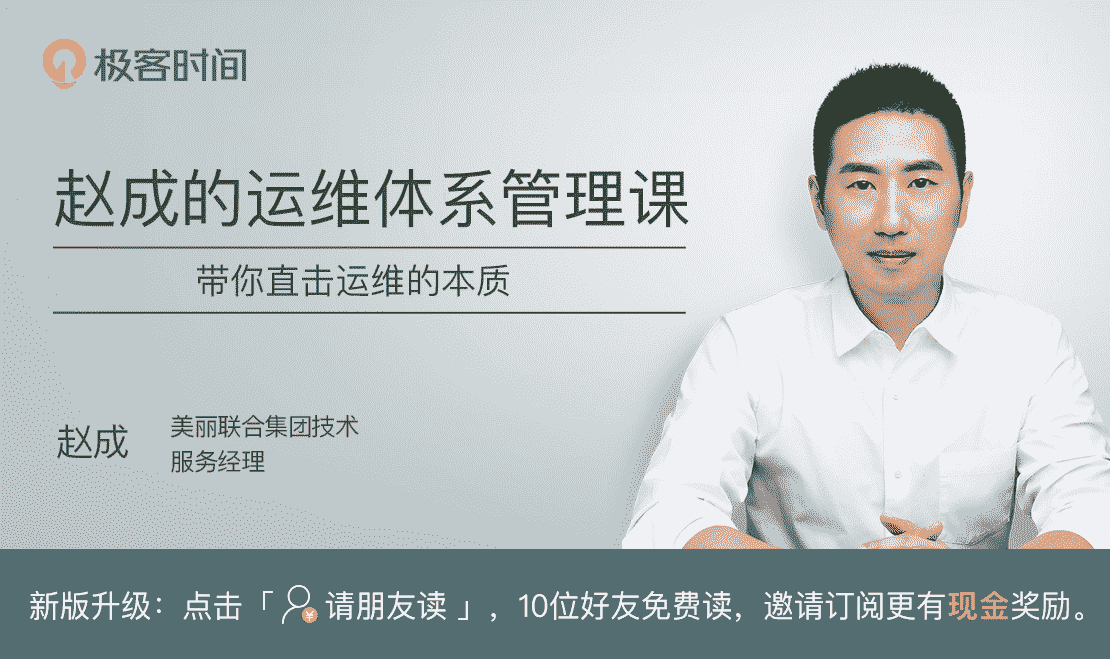 极客时间
赵成的运维体系管理课
带你直击运维的本质
赵成
美丽联合集团技术
服务经理
新版升级：点击「 ¥ 请朋友读 」，10位好友免费读，邀请订阅更有现金奖励。